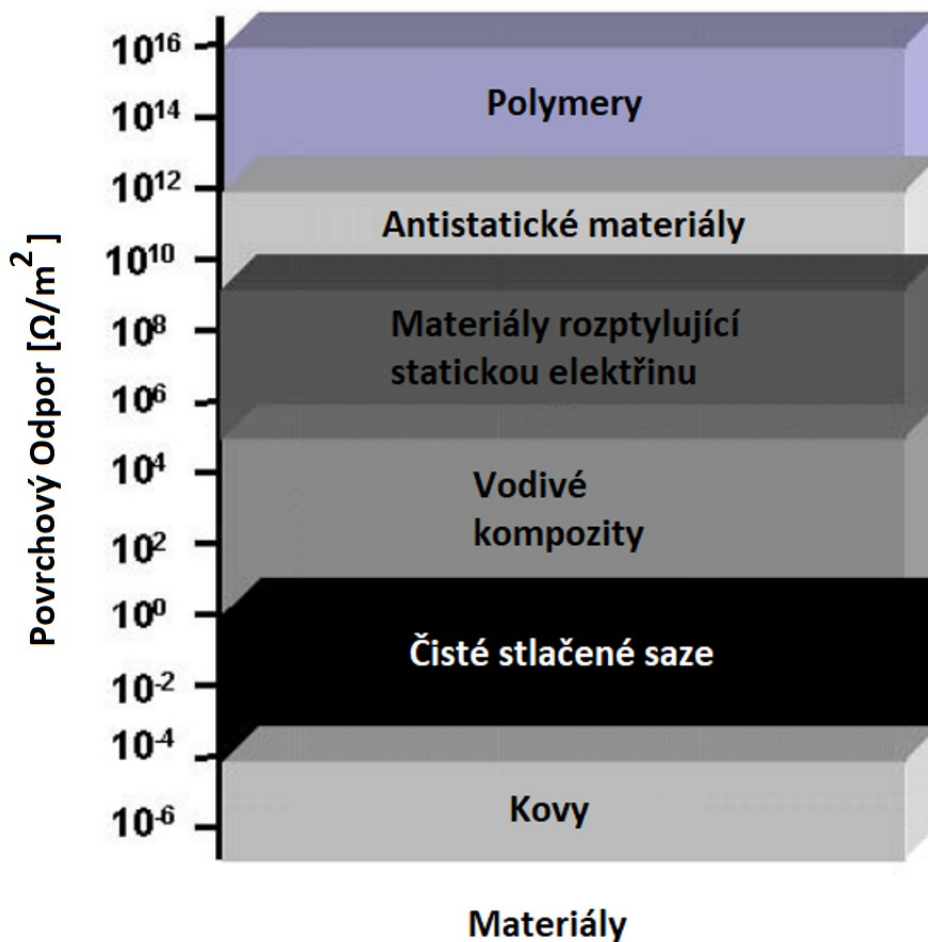 10¹⁶
Polymery
10¹⁴
10¹²
Antistatické materiály
10¹⁰
Materiály rozptylující
10⁸
statickou elektřinu
10⁶
10⁴
Vodivé
kompozity
10²
10⁰
Čisté stlačené saze
10⁻²
10⁻⁴
Kovy
10⁻⁶
Povrchový Odpor [Ω/m²]
Materiály